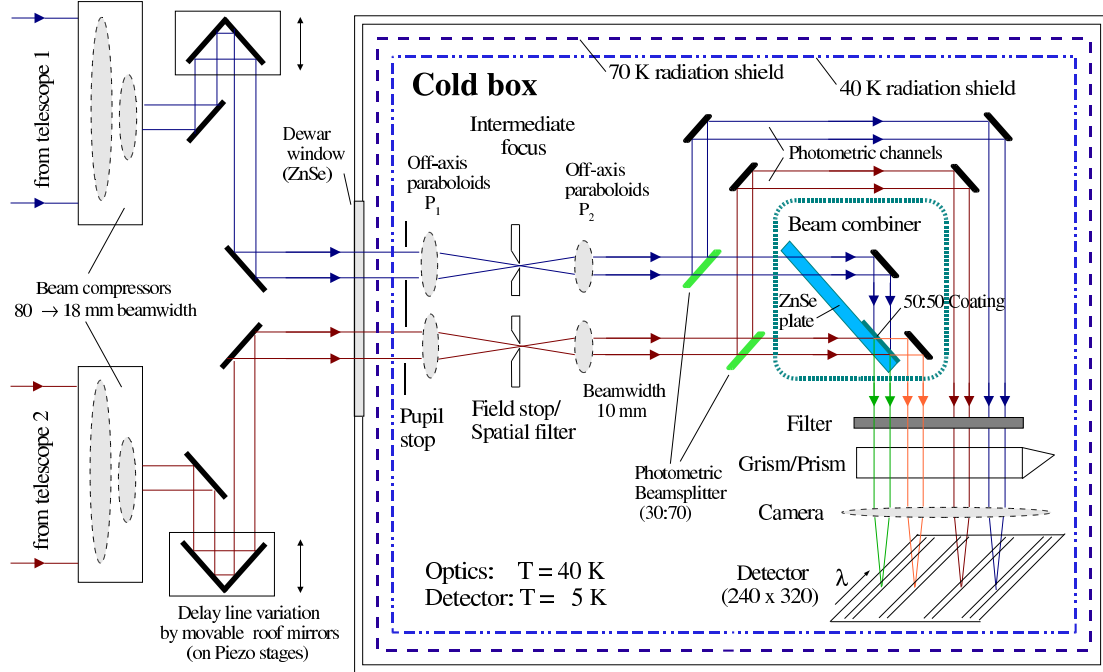 from telescope 1
Beam compressors
80 → 18 mm beamwidth
from telescope 2
Delay line variation
by movable roof mirrors
(on Piezo stages)
Dewar
window
(ZnSe)
Cold box
70 K radiation shield
40 K radiation shield
Intermediate
focus
Off-axis
paraboloids
P1
Off-axis
paraboloids
P2
Photometric channels
Beam combiner
ZnSe
plate
50:50 Coating
Pupil
stop
Field stop/
Spatial filter
Beamwidth
10 mm
Photometric
Beamsplitter
(30:70)
Filter
Grism/Prism
Camera
Detector
(240 x 320)
λ
Optics: T = 40 K
Detector: T = 5 K